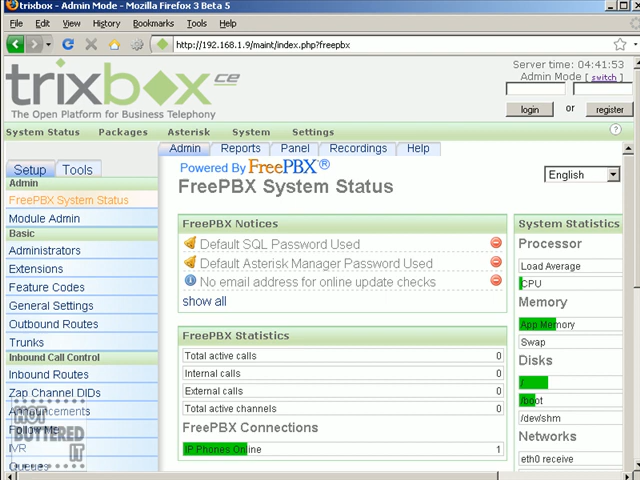 trixbox - Admin Mode - Mozilla Firefox 3 Beta 5
File Edit View History Bookmarks Tools Help
http://192.168.1.9/maint/index.php?freepbx
Server time: 04:41:53
Admin Mode [ switch ]
trixbox ce
The Open Platform for Business Telephony
login or register
System Status Packages Asterisk System Settings ?
Admin Reports Panel Recordings Help
Setup Tools
Powered By FreePBX®
English
Admin
FreePBX System Status
Module Admin
Basic
Administrators
Extensions
Feature Codes
General Settings
Outbound Routes
Trunks
Inbound Call Control
Inbound Routes
Zap Channel DIDs
Announcements
Follow Me
IVR
Queues
HOT BUTTERED IT
FreePBX System Status
FreePBX Notices
Default SQL Password Used
Default Asterisk Manager Password Used
No email address for online update checks
show all
FreePBX Statistics
Total active calls 0
Internal calls 0
External calls 0
Total active channels 0
FreePBX Connections
IP Phones Online 1
System Statistics
Processor
Load Average
CPU
Memory
App Memory
Swap
Disks
/
/boot
/dev/shm
Networks
eth0 receive